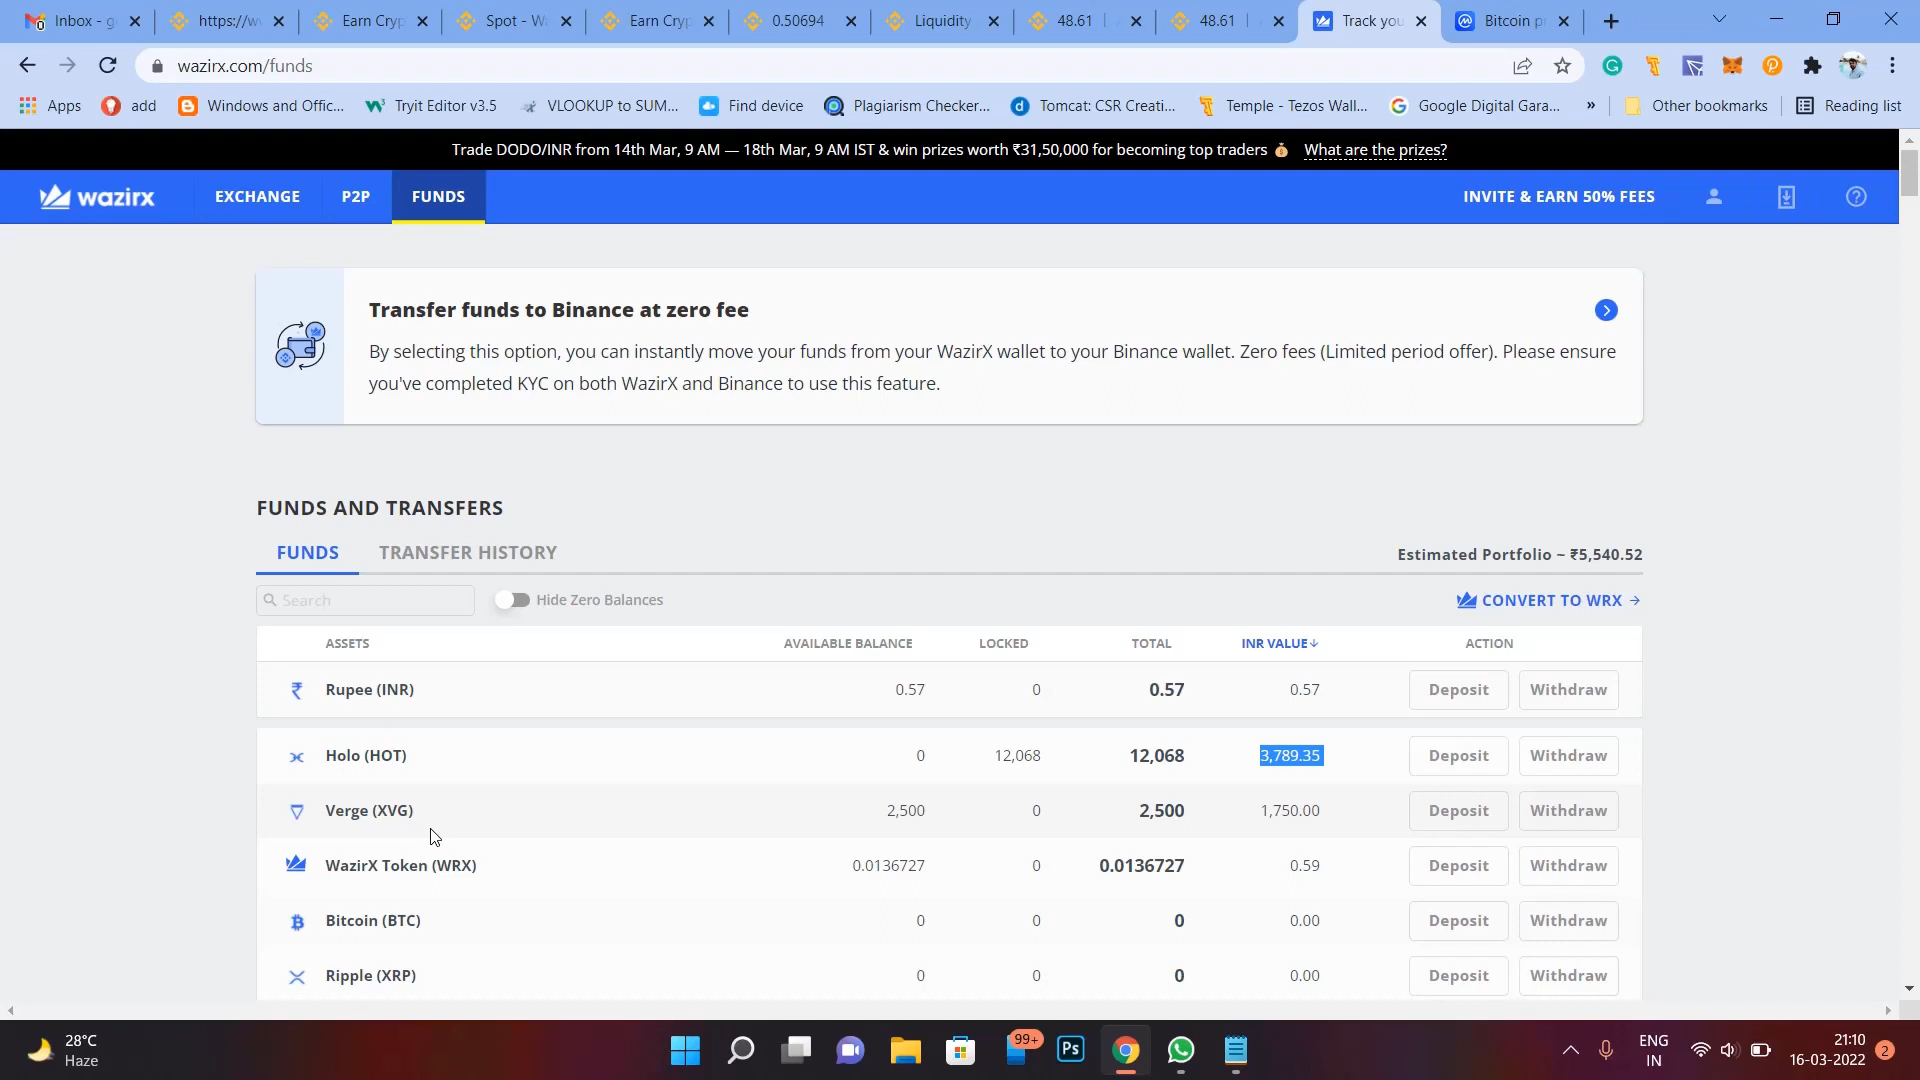 Inbox - g
https://w
Earn Cryp
Spot - W
Earn Cryp
0.50694
Liquidity
48.61
48.61
Track you
Bitcoin p
wazirx.com/funds
Apps
add
Windows and Offic...
Tryit Editor v3.5
VLOOKUP to SUM...
Find device
Plagiarism Checker...
Tomcat: CSR Creati...
Temple - Tezos Wall...
Google Digital Gara...
»
Other bookmarks
Reading list
Trade DODO/INR from 14th Mar, 9 AM — 18th Mar, 9 AM IST & win prizes worth ₹31,50,000 for becoming top traders 💰 What are the prizes?
wazirx
EXCHANGE
P2P
FUNDS
INVITE & EARN 50% FEES
Transfer funds to Binance at zero fee
By selecting this option, you can instantly move your funds from your WazirX wallet to your Binance wallet. Zero fees (Limited period offer). Please ensure
you've completed KYC on both WazirX and Binance to use this feature.
FUNDS AND TRANSFERS
FUNDS
TRANSFER HISTORY
Estimated Portfolio ~ ₹5,540.52
Search
Hide Zero Balances
CONVERT TO WRX →
ASSETS AVAILABLE BALANCE LOCKED TOTAL INR VALUE↓ ACTION
Rupee (INR) 0.57 0 0.57 0.57 Deposit Withdraw
Holo (HOT) 0 12,068 12,068 3,789.35 Deposit Withdraw
Verge (XVG) 2,500 0 2,500 1,750.00 Deposit Withdraw
WazirX Token (WRX) 0.0136727 0 0.0136727 0.59 Deposit Withdraw
Bitcoin (BTC) 0 0 0 0.00 Deposit Withdraw
Ripple (XRP) 0 0 0 0.00 Deposit Withdraw
28°C
Haze
99+
Ps
ENG
IN
21:10
16-03-2022
2